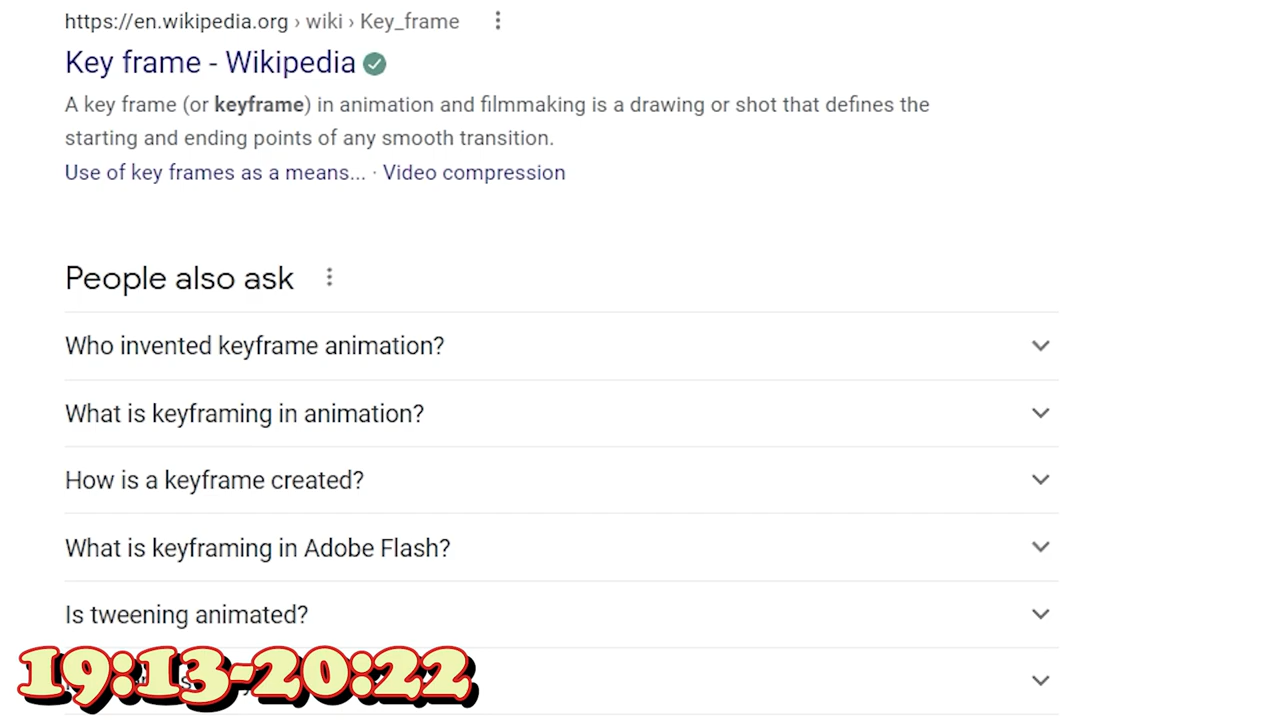 https://en.wikipedia.org › wiki › Key_frame
Key frame - Wikipedia
A key frame (or keyframe) in animation and filmmaking is a drawing or shot that defines the
starting and ending points of any smooth transition.
Use of key frames as a means... · Video compression
People also ask
Who invented keyframe animation?
What is keyframing in animation?
How is a keyframe created?
What is keyframing in Adobe Flash?
Is tweening animated?
19:13-20:22